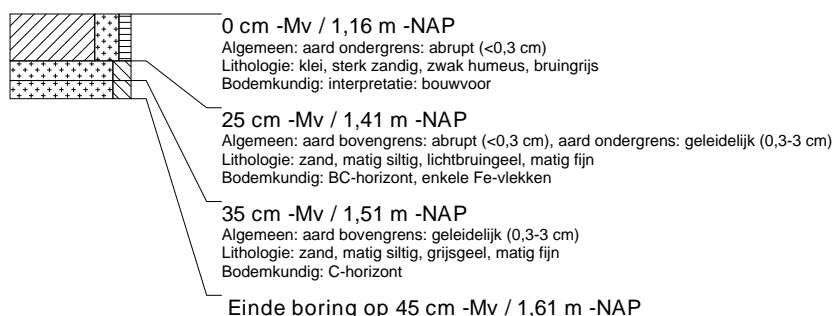 0 cm -Mv / 1,16 m -NAP
Algemeen: aard ondergrens: abrupt (<0,3 cm)
Lithologie: klei, sterk zandig, zwak humeus, bruingrijs
Bodemkundig: interpretatie: bouwvoor
25 cm -Mv / 1,41 m -NAP
Algemeen: aard bovengrens: abrupt (<0,3 cm), aard ondergrens: geleidelijk (0,3-3 cm)
Lithologie: zand, matig siltig, lichtbruingeel, matig fijn
Bodemkundig: BC-horizont, enkele Fe-vlekken
35 cm -Mv / 1,51 m -NAP
Algemeen: aard bovengrens: geleidelijk (0,3-3 cm)
Lithologie: zand, matig siltig, grijsgeel, matig fijn
Bodemkundig: C-horizont
Einde boring op 45 cm -Mv / 1,61 m -NAP